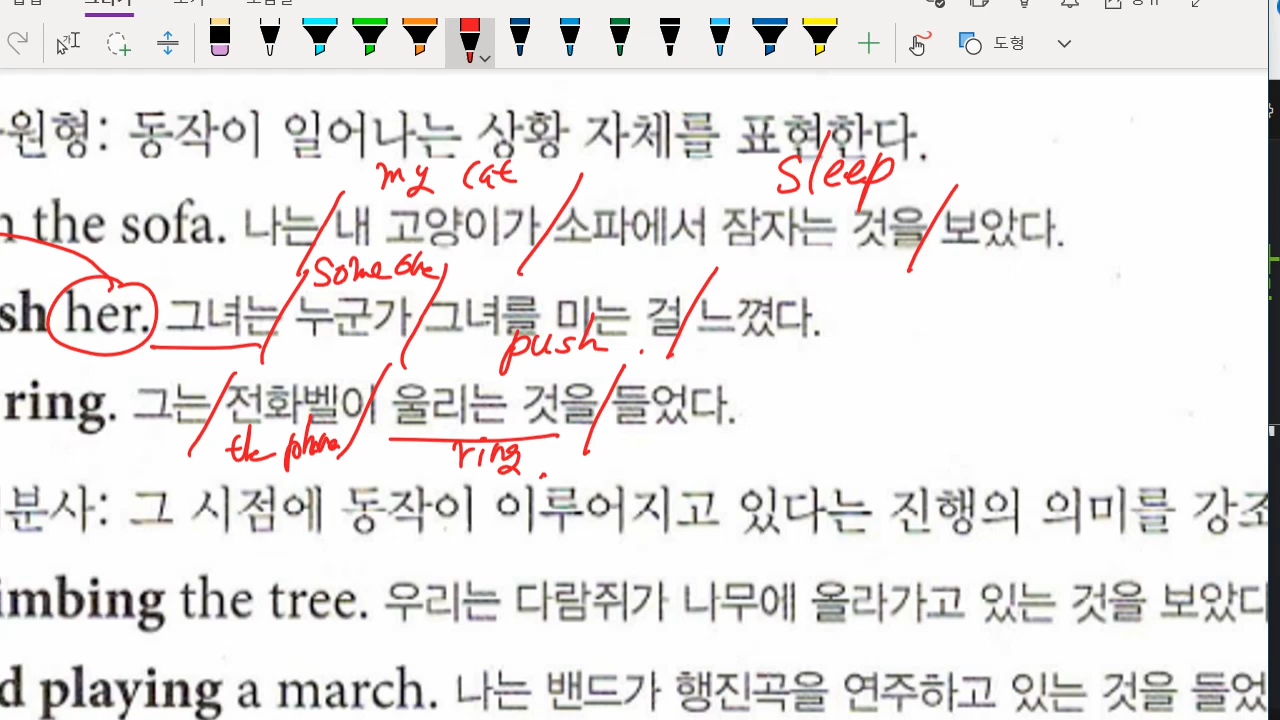 도형
원형: 동작이 일어나는 상황 자체를 표현한다.
my cat sleep
the sofa. 나는 내 고양이가 소파에서 잠자는 것을 보았다.
someone
her. 그녀는 누군가 그녀를 미는 걸 느꼈다.
push.
ring. 그는 전화벨이 울리는 것을 들었다.
the phone ring.
분사: 그 시점에 동작이 이루어지고 있다는 진행의 의미를 강조
imbing the tree. 우리는 다람쥐가 나무에 올라가고 있는 것을 보았다
d playing a march. 나는 밴드가 행진곡을 연주하고 있는 것을 들었